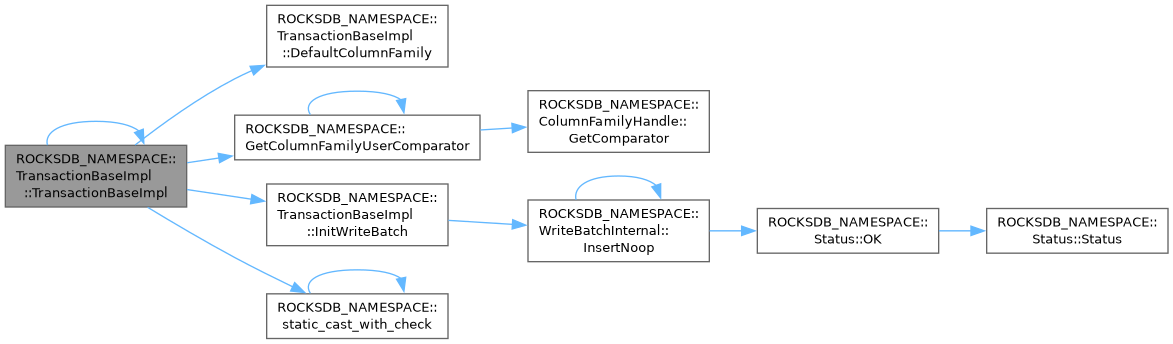 ROCKSDB_NAMESPACE::
TransactionBaseImpl
::TransactionBaseImpl
ROCKSDB_NAMESPACE::
TransactionBaseImpl
::DefaultColumnFamily
ROCKSDB_NAMESPACE::
GetColumnFamilyUserComparator
ROCKSDB_NAMESPACE::
ColumnFamilyHandle::
GetComparator
ROCKSDB_NAMESPACE::
TransactionBaseImpl
::InitWriteBatch
ROCKSDB_NAMESPACE::
WriteBatchInternal::
InsertNoop
ROCKSDB_NAMESPACE::
Status::OK
ROCKSDB_NAMESPACE::
Status::Status
ROCKSDB_NAMESPACE::
static_cast_with_check